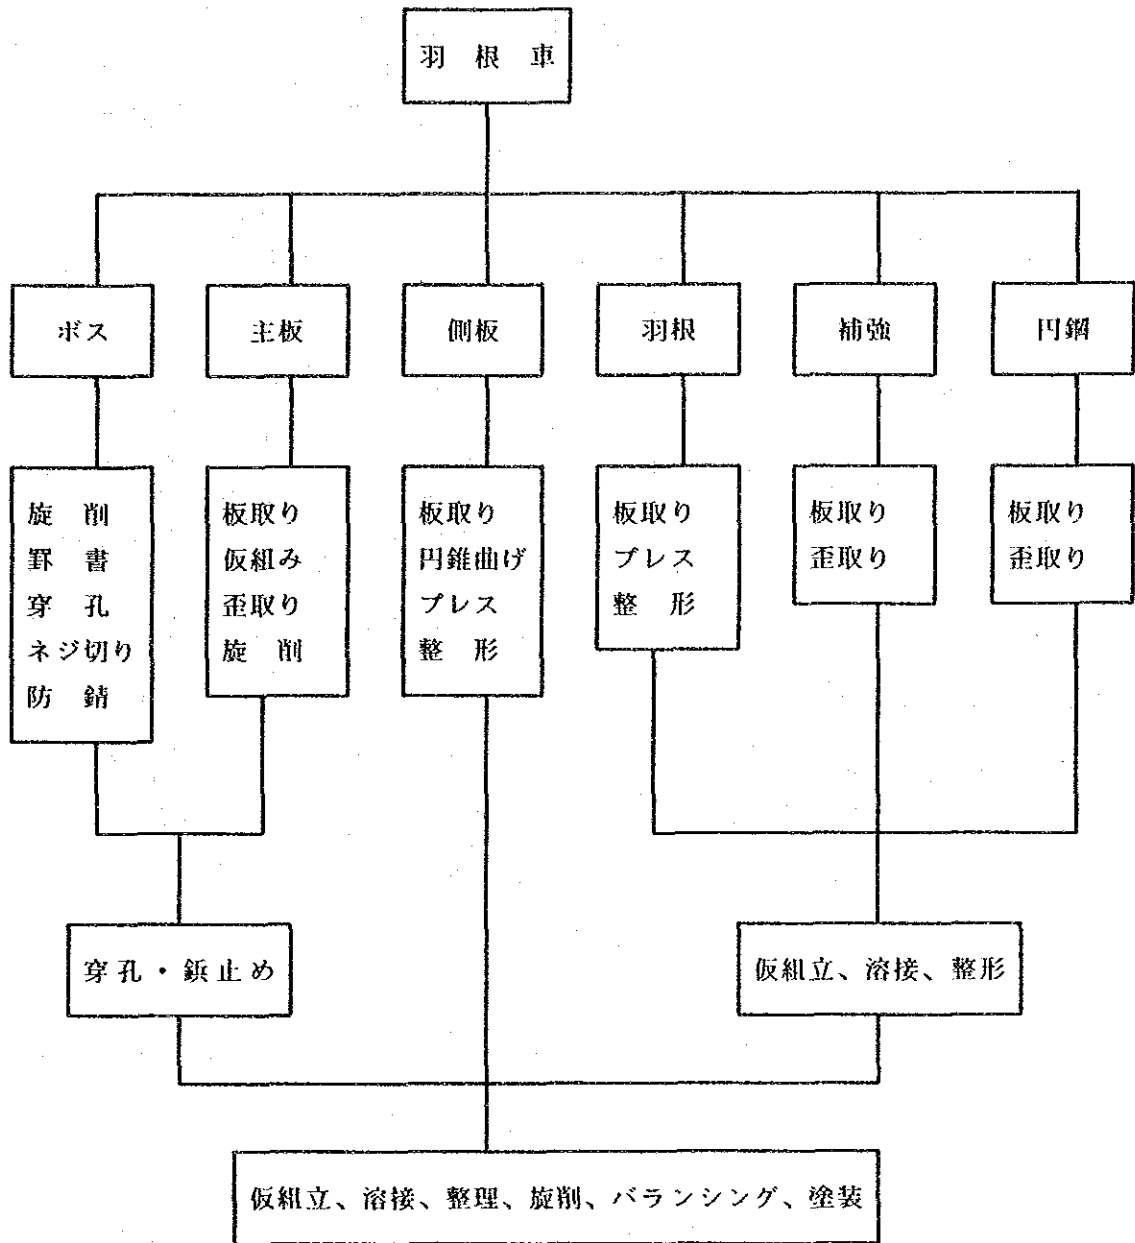 羽根車
ボス
主板
側板
羽根
補強
円鋼
旋削
罫書
穿孔
ネジ切り
防錆
板取り
仮組み
歪取り
旋削
板取り
円錐曲げ
プレス
整形
板取り
プレス
整形
板取り
歪取り
板取り
歪取り
穿孔・鋲止め
仮組立、溶接、整形
仮組立、溶接、整理、旋削、バランシング、塗装